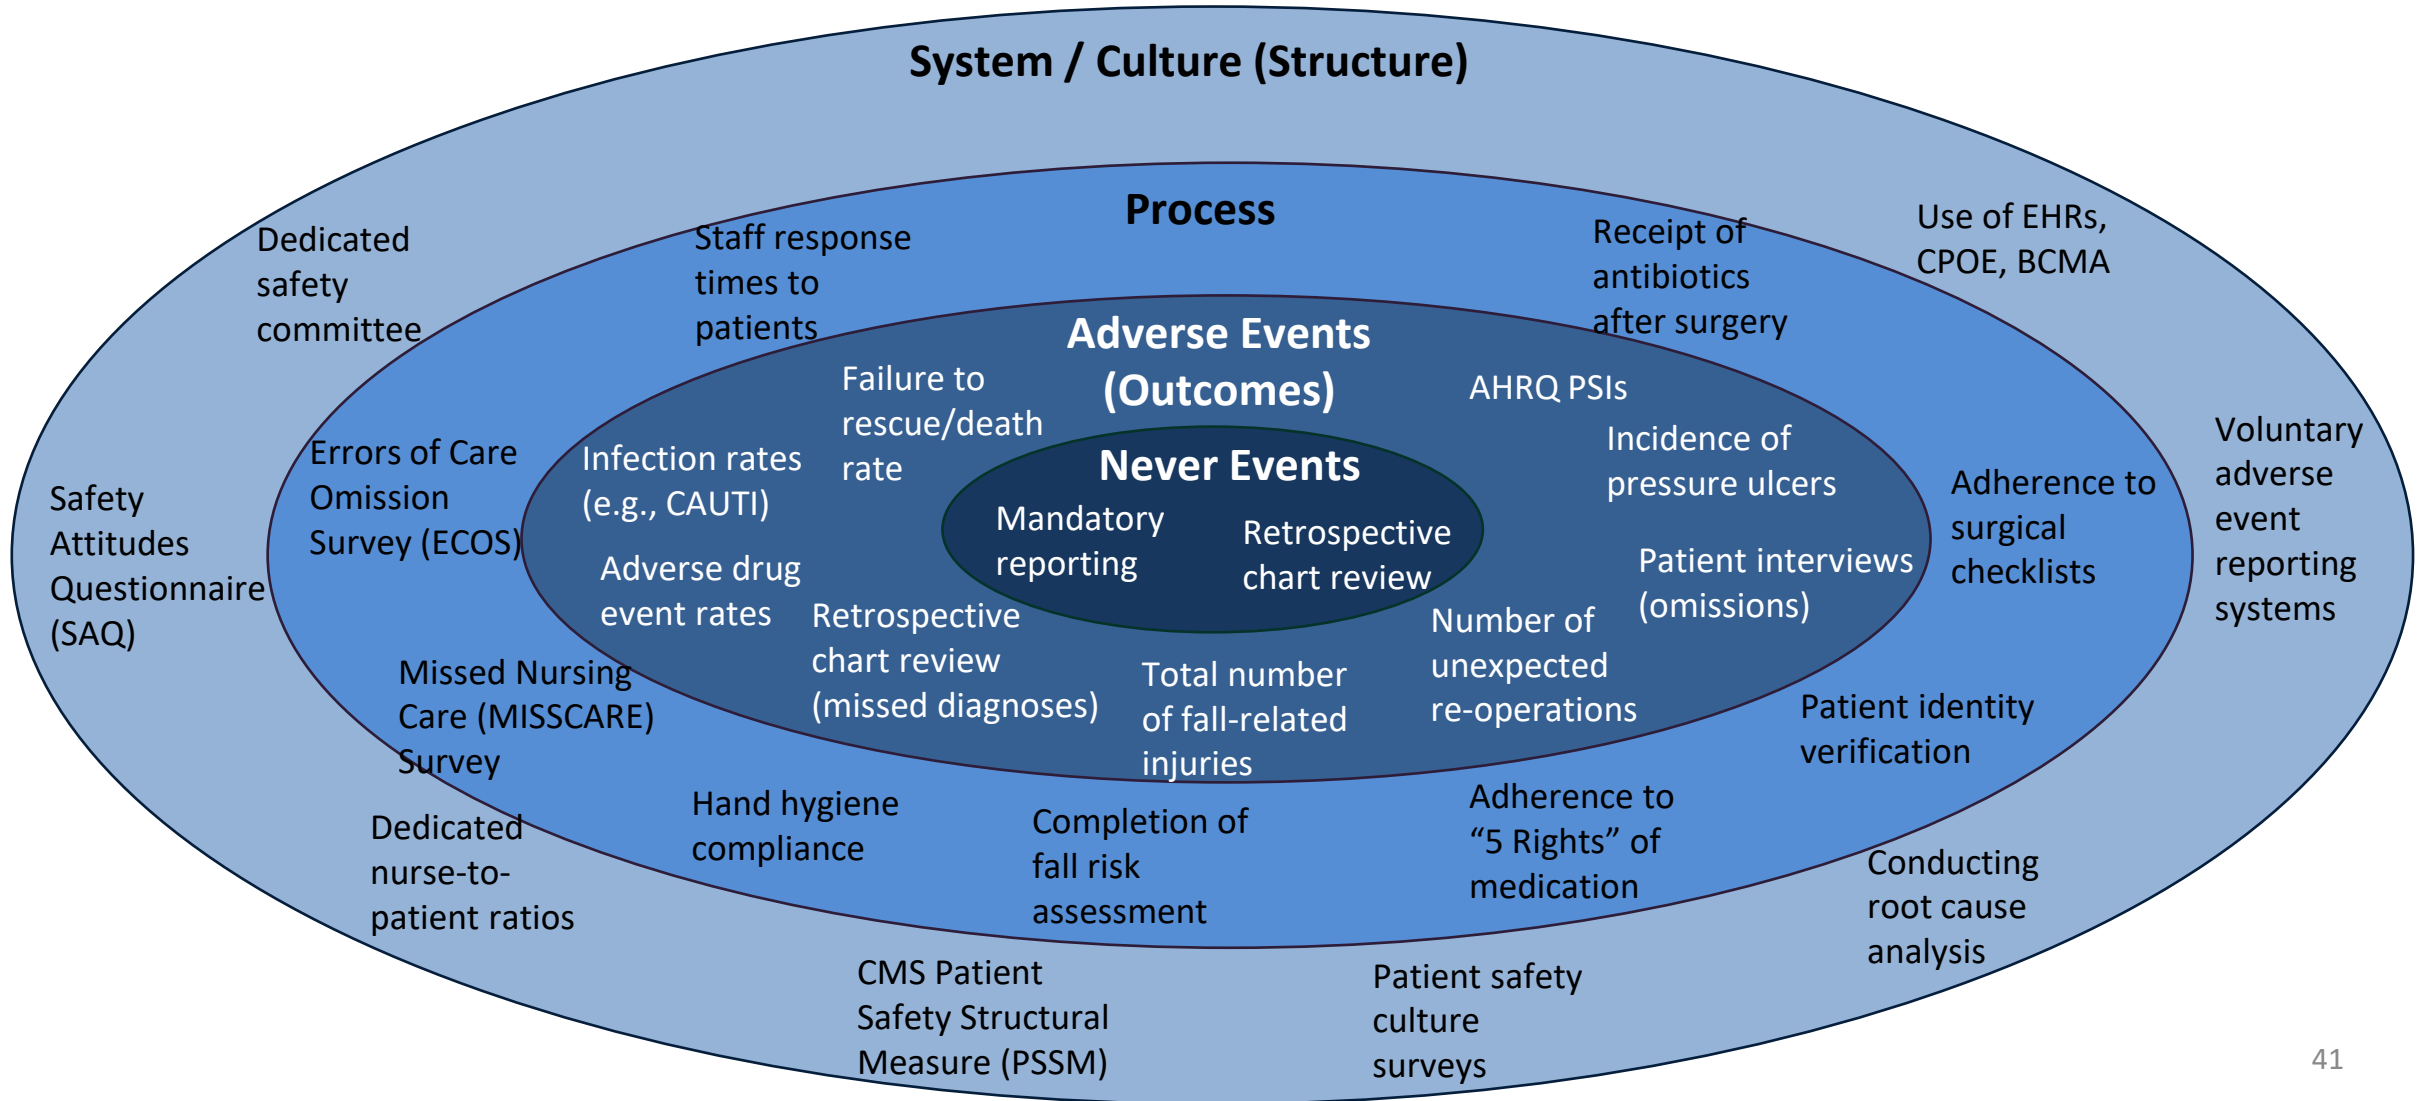 System / Culture (Structure)
Dedicated
safety
committee
Use of EHRs,
CPOE, BCMA
Safety
Attitudes
Questionnaire
(SAQ)
Voluntary
adverse
event
reporting
systems
Dedicated
nurse-to-
patient ratios
CMS Patient
Safety Structural
Measure (PSSM)
Patient safety
culture
surveys
Conducting
root cause
analysis
Process
Staff response
times to
patients
Receipt of
antibiotics
after surgery
Errors of Care
Omission
Survey (ECOS)
Adherence to
surgical
checklists
Missed Nursing
Care (MISSCARE)
Survey
Patient identity
verification
Hand hygiene
compliance
Completion of
fall risk
assessment
Adherence to
“5 Rights” of
medication
Adverse Events
(Outcomes)
Failure to
rescue/death
rate
AHRQ PSIs
Infection rates
(e.g., CAUTI)
Incidence of
pressure ulcers
Adverse drug
event rates
Patient interviews
(omissions)
Retrospective
chart review
(missed diagnoses)
Total number
of fall-related
injuries
Number of
unexpected
re-operations
Never Events
Mandatory
reporting
Retrospective
chart review
41